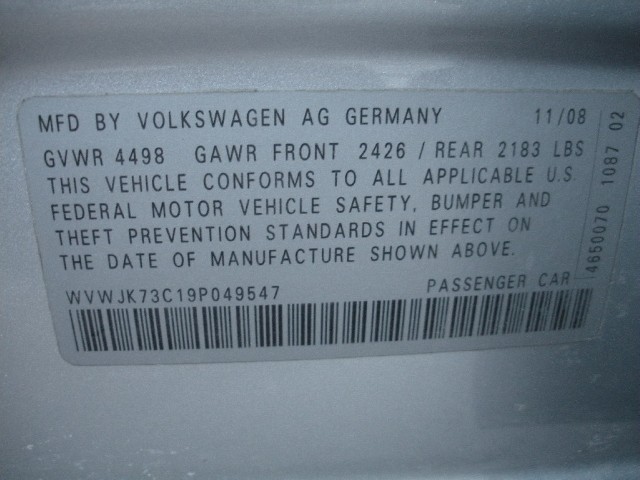 MFD BY VOLKSWAGEN AG GERMANY 11/08
GVWR 4498 GAWR FRONT 2426 / REAR 2183 LBS
THIS VEHICLE CONFORMS TO ALL APPLICABLE U.S.
FEDERAL MOTOR VEHICLE SAFETY, BUMPER AND
THEFT PREVENTION STANDARDS IN EFFECT ON
THE DATE OF MANUFACTURE SHOWN ABOVE.
WVWJK73C19P049547 PASSENGER CAR
4650070 1087 02